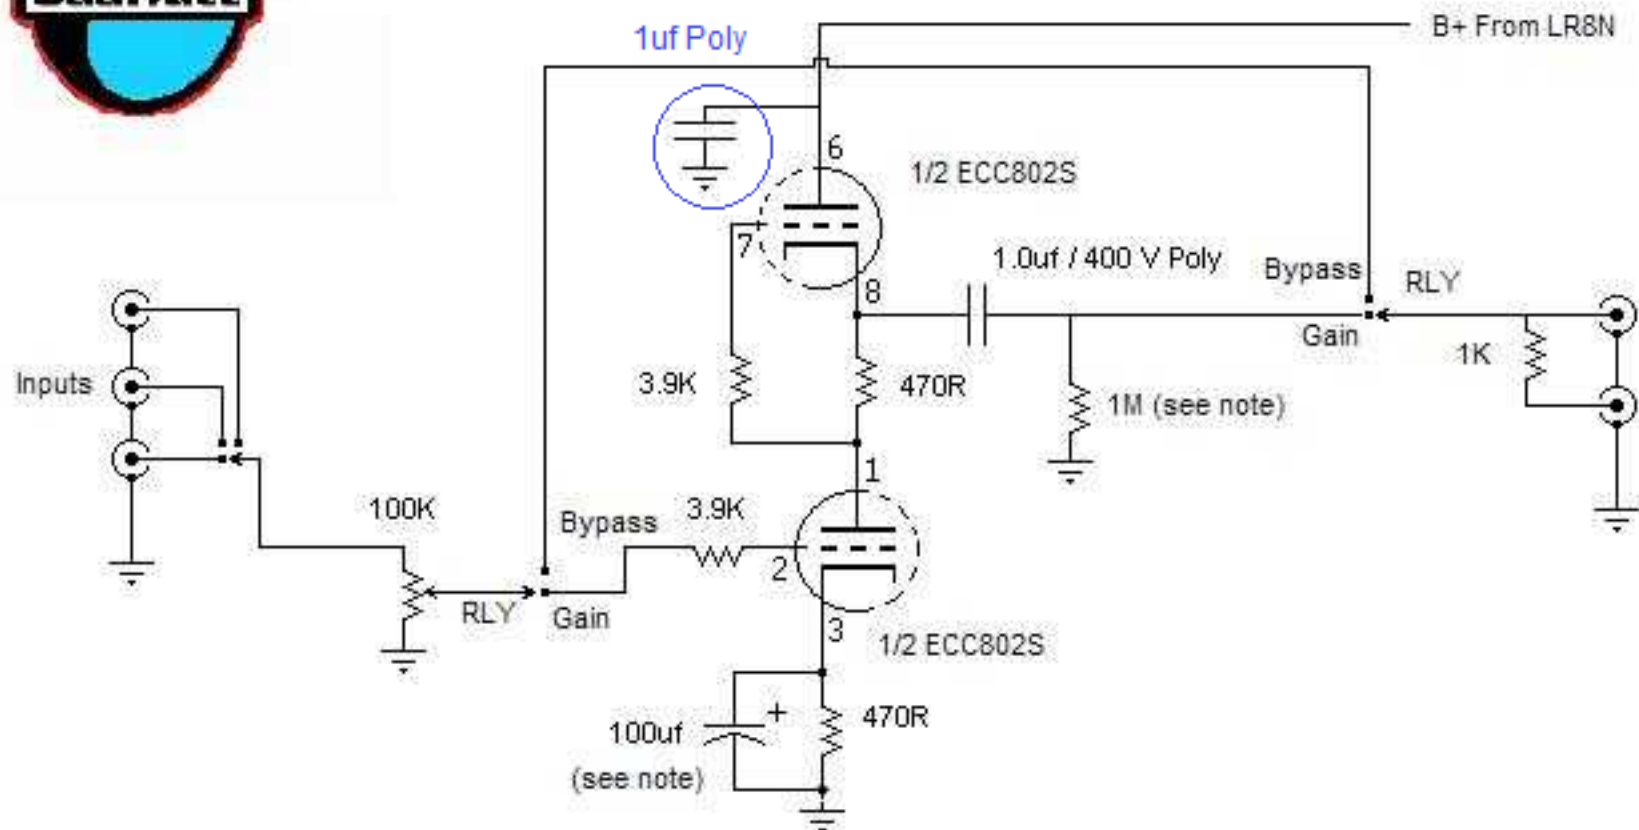 B+ From LR8N
1uf Poly
6
1/2 ECC802S
7
1.0uf / 400 V Poly
8
Bypass
RLY
Gain
Inputs
3.9K
470R
1K
1M (see note)
1
100K
Bypass
3.9K
2
RLY
Gain
3
1/2 ECC802S
+
100uf
(see note)
470R